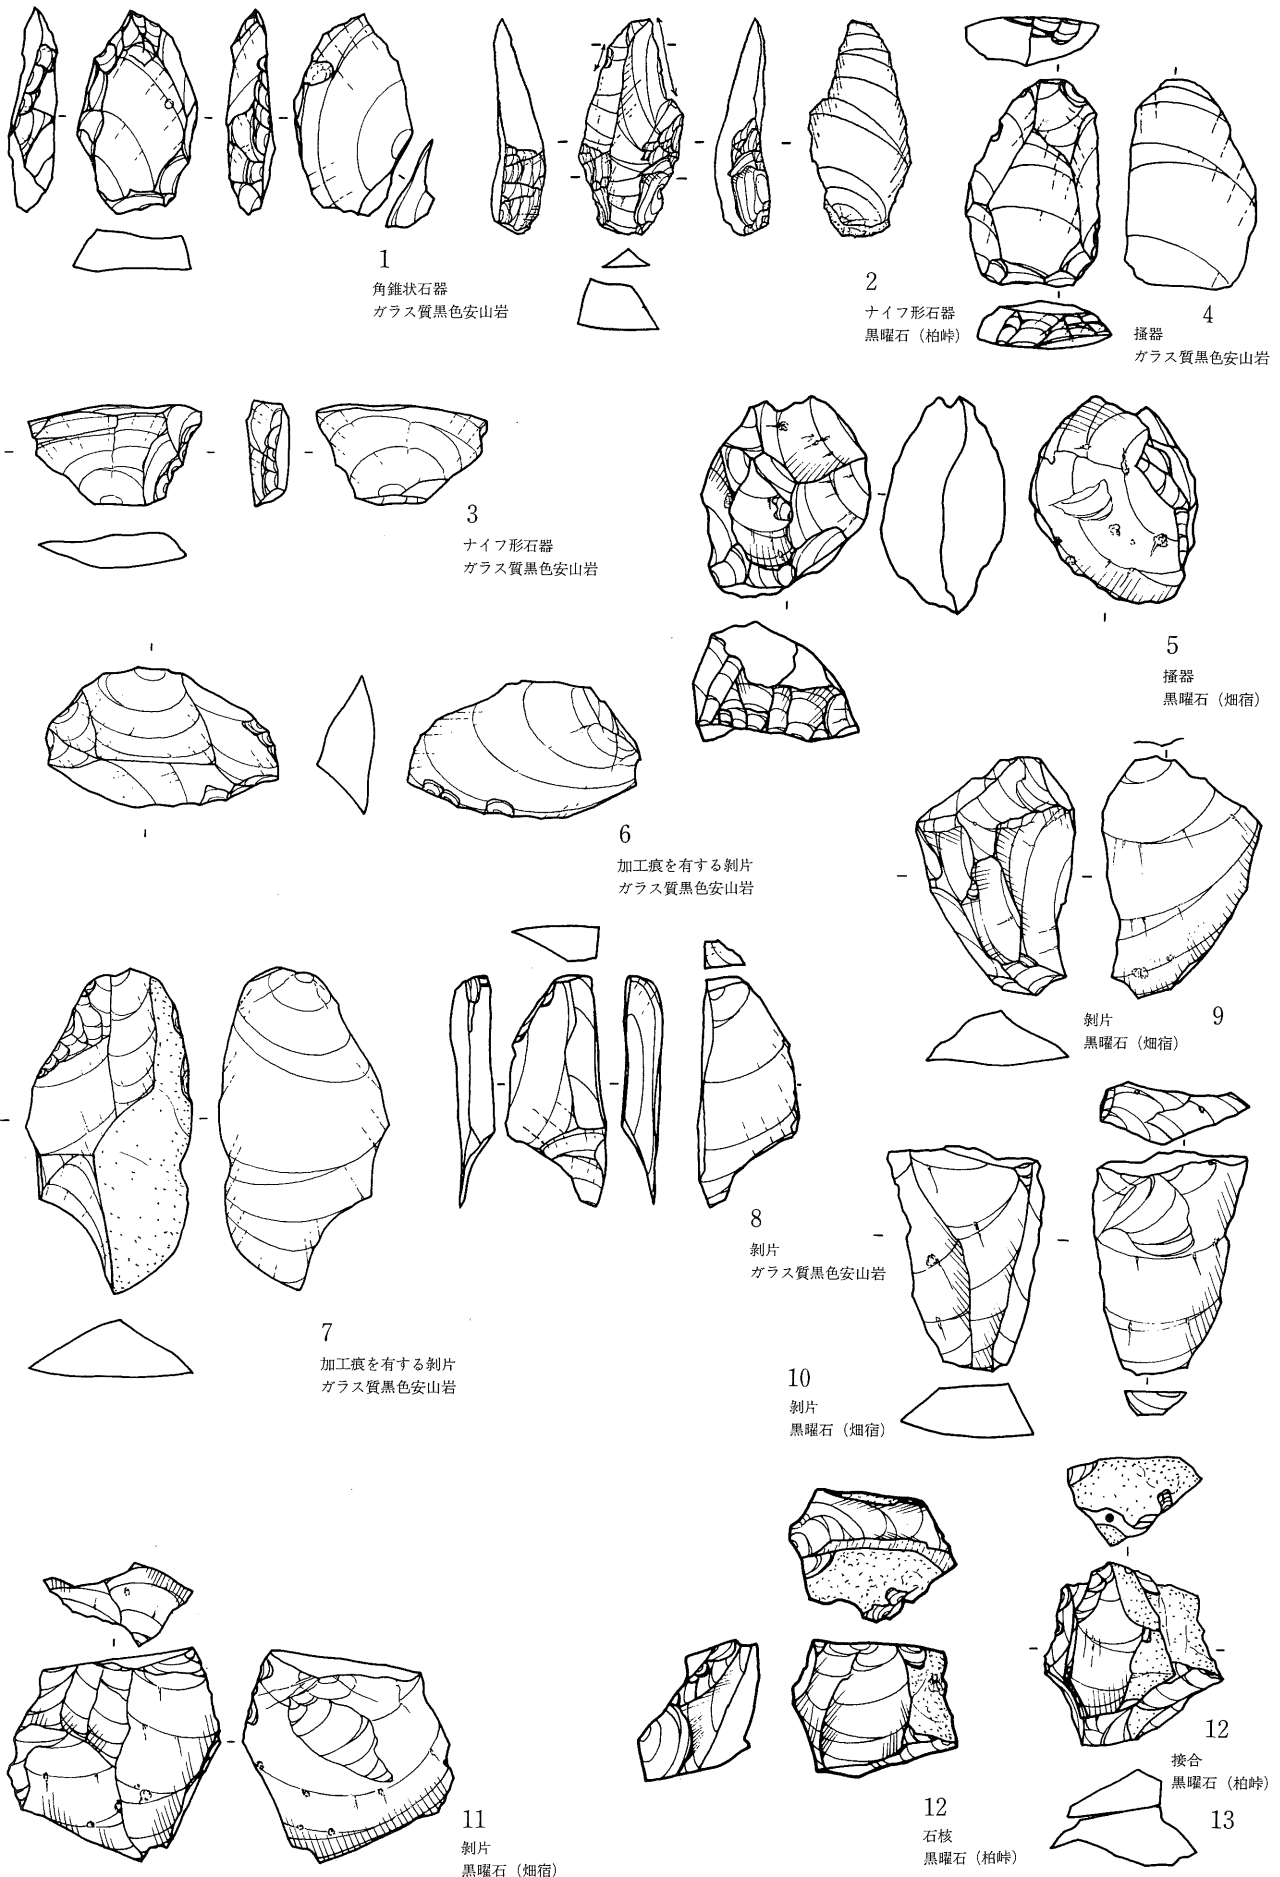 1
角錐状石器
ガラス質黒色安山岩
2
ナイフ形石器
黒曜石（柏峠）
4
掻器
ガラス質黒色安山岩
3
ナイフ形石器
ガラス質黒色安山岩
5
掻器
黒曜石（畑宿）
6
加工痕を有する剝片
ガラス質黒色安山岩
9
剝片
黒曜石（畑宿）
7
加工痕を有する剝片
ガラス質黒色安山岩
8
剝片
ガラス質黒色安山岩
10
剝片
黒曜石（畑宿）
11
剝片
黒曜石（畑宿）
12
石核
黒曜石（柏峠）
12
接合
黒曜石（柏峠）
13